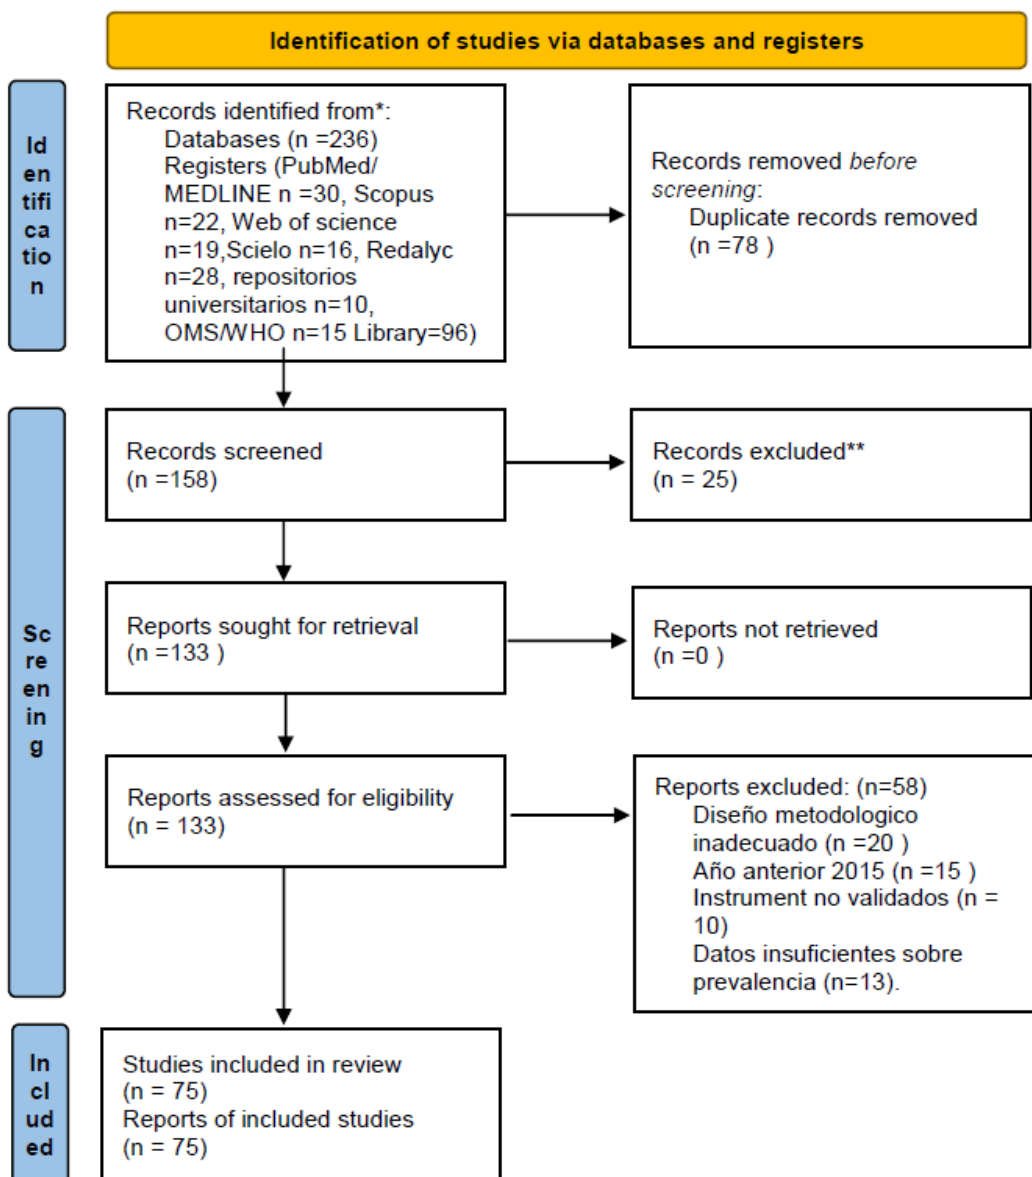 Identification of studies via databases and registers
Id
en
tifi
ca
tio
n
Records identified from*:
Databases (n =236)
Registers (PubMed/
MEDLINE n =30, Scopus
n=22, Web of science
n=19,Scielo n=16, Redalyc
n=28, repositorios
universitarios n=10,
OMS/WHO n=15 Library=96)
Records removed before
screening:
Duplicate records removed
(n =78 )
Sc
re
en
in
g
Records screened
(n =158)
Records excluded**
(n = 25)
Reports sought for retrieval
(n =133 )
Reports not retrieved
(n =0 )
Reports assessed for eligibility
(n = 133)
Reports excluded: (n=58)
Diseño metodologico
inadecuado (n =20 )
Año anterior 2015 (n =15 )
Instrument no validados (n =
10)
Datos insuficientes sobre
prevalencia (n=13).
In
cl
ud
ed
Studies included in review
(n = 75)
Reports of included studies
(n = 75)